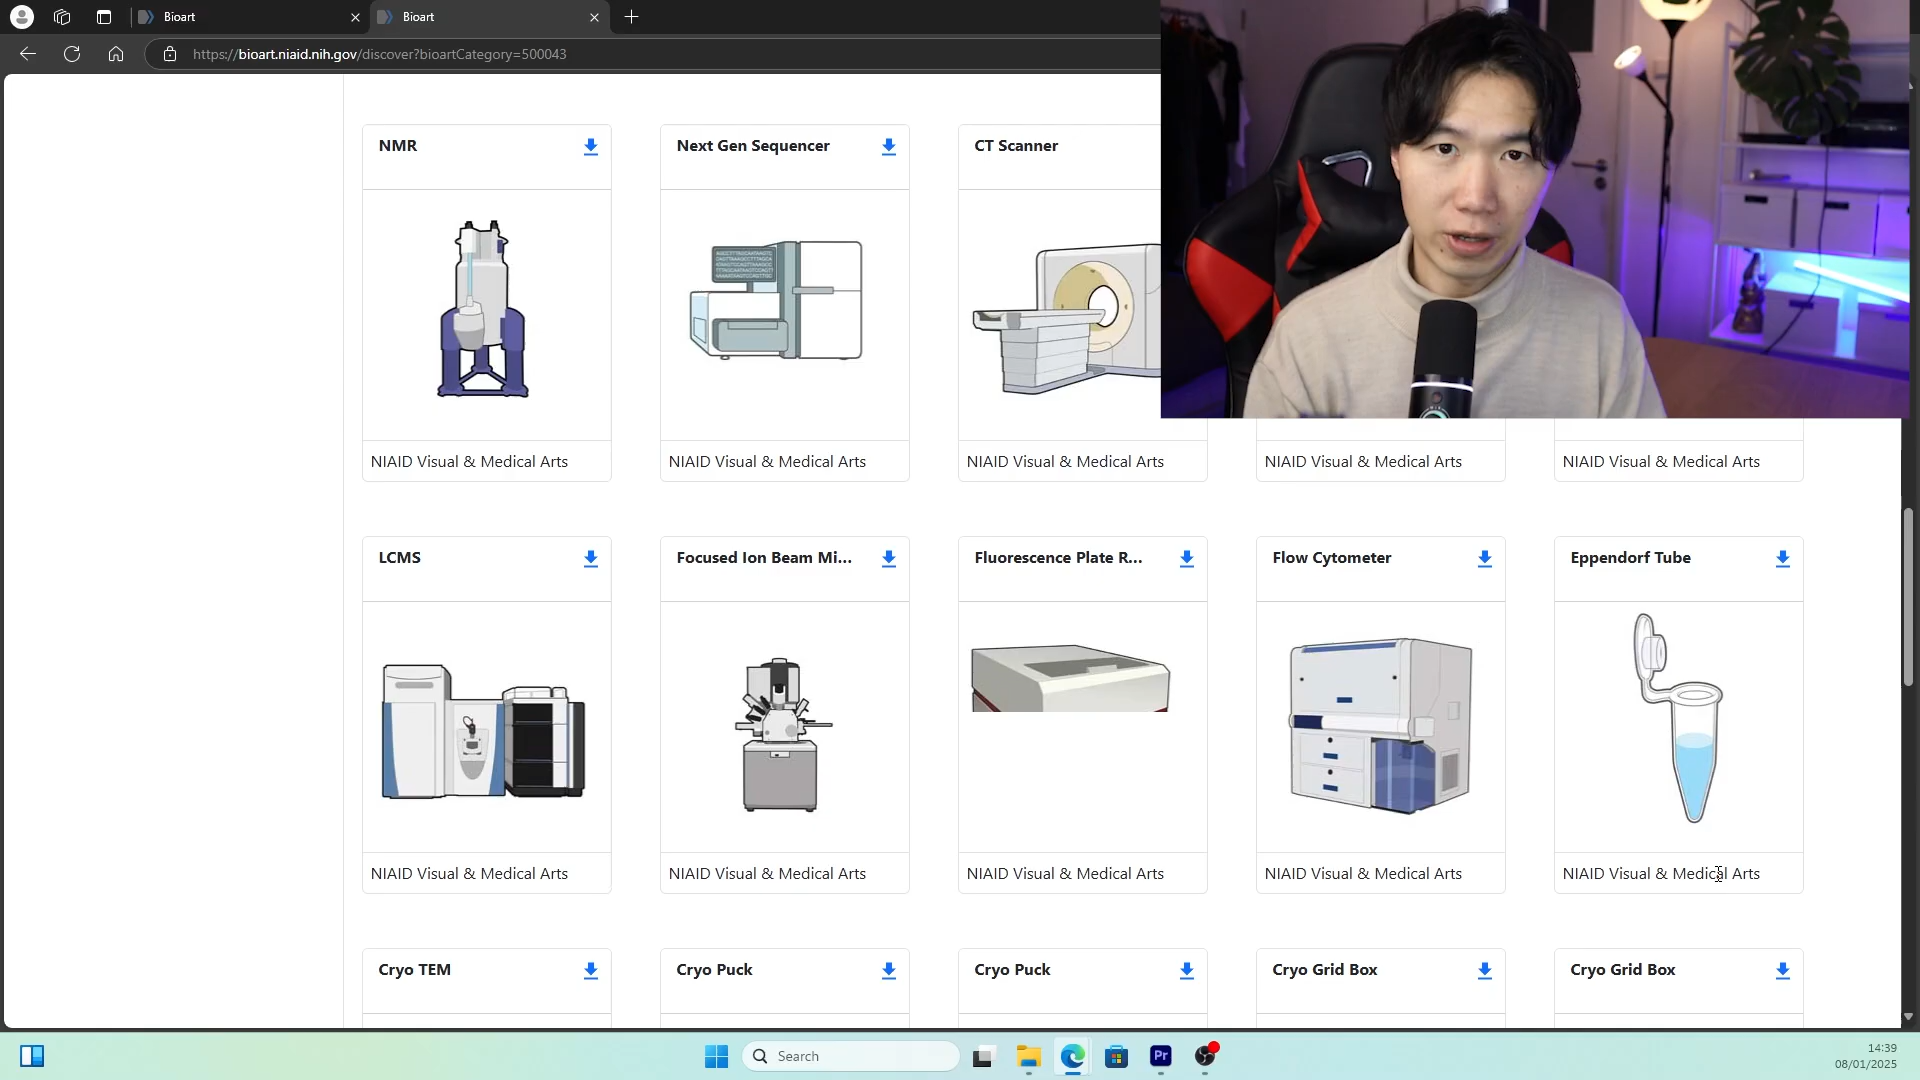 Bioart
Bioart
https://bioart.niaid.nih.gov/discover?bioartCategory=500043
NMR
Next Gen Sequencer
CT Scanner
NIAID Visual & Medical Arts
NIAID Visual & Medical Arts
NIAID Visual & Medical Arts
NIAID Visual & Medical Arts
NIAID Visual & Medical Arts
LCMS
Focused Ion Beam Mi...
Fluorescence Plate R...
Flow Cytometer
Eppendorf Tube
NIAID Visual & Medical Arts
NIAID Visual & Medical Arts
NIAID Visual & Medical Arts
NIAID Visual & Medical Arts
NIAID Visual & Medical Arts
Cryo TEM
Cryo Puck
Cryo Puck
Cryo Grid Box
Cryo Grid Box
Search
Pr
14:39
08/01/2025